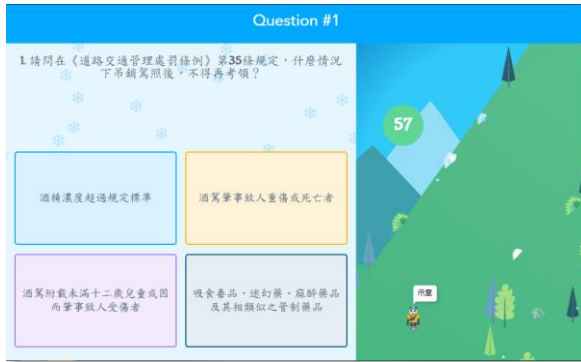 Question #1
1. 請問在《道路交通管理處罰條例》第35條規定，什麼情況
下吊銷駕照後，不得再考領？
57
酒精濃度超過規定標準
酒駕肇事致人重傷或死亡者
示意
酒駕附載未滿十二歲兒童或因
而肇事致人受傷者
吸食毒品、迷幻藥、麻醉藥品
及其相類似之管制藥品